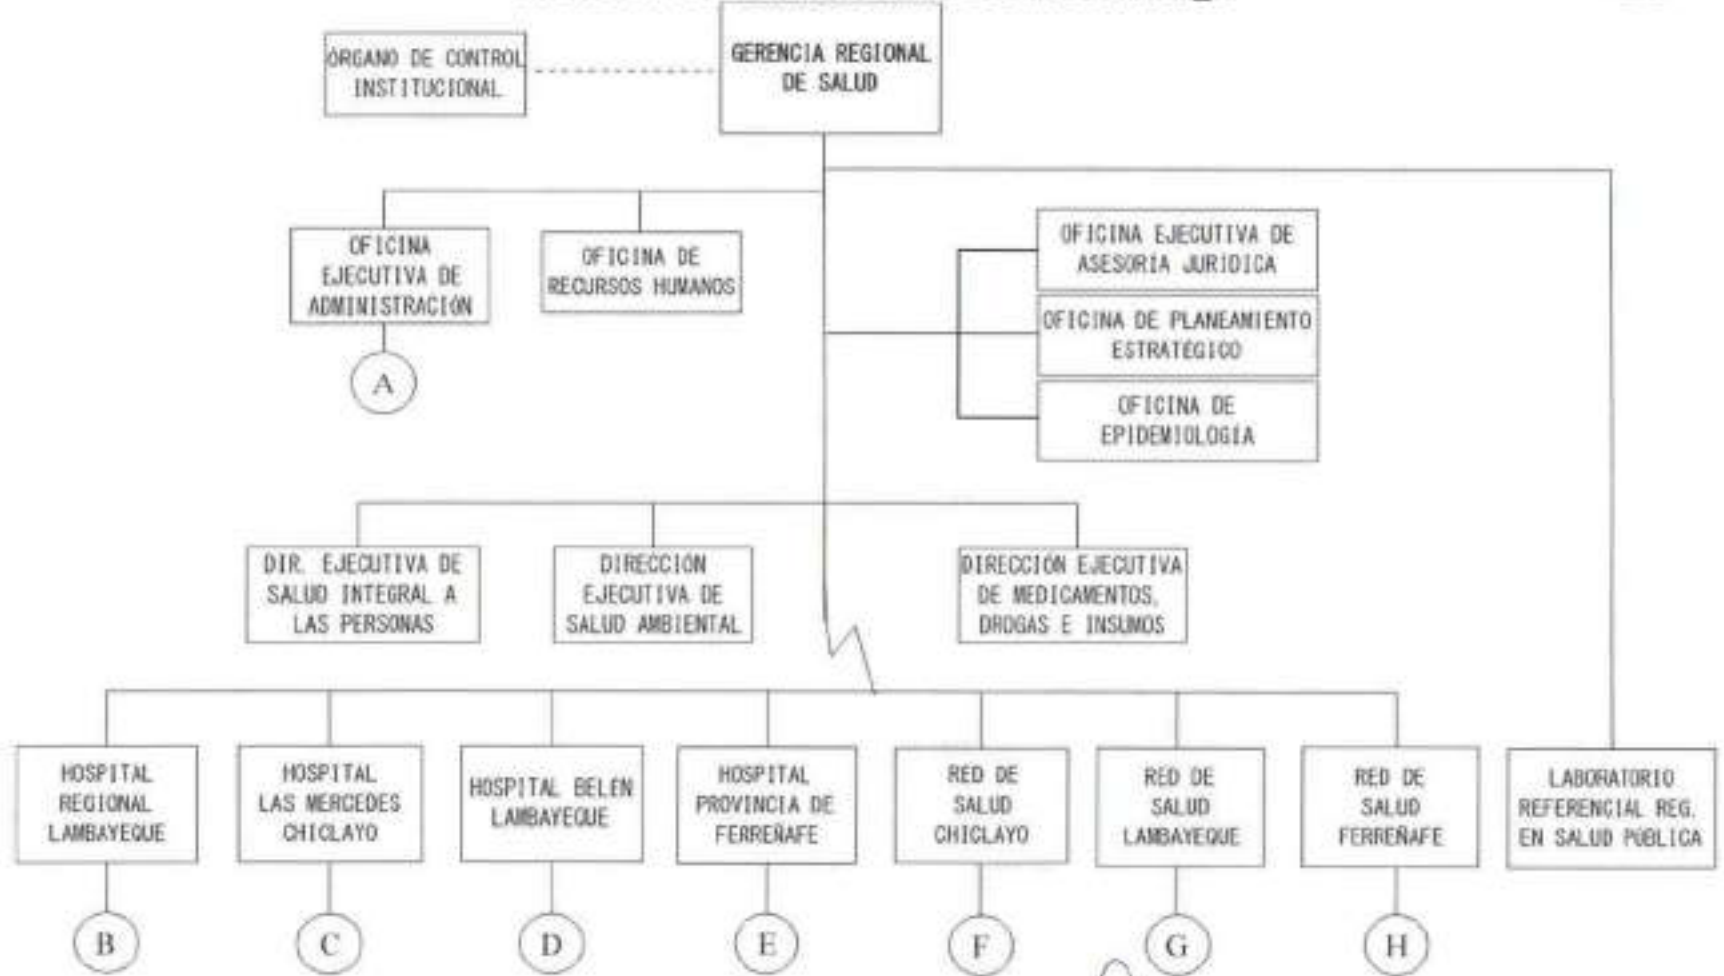 ÓRGANO DE CONTROL
INSTITUCIONAL
GERENCIA REGIONAL
DE SALUD
OFICINA
EJECUTIVA DE
ADMINISTRACIÓN
OFICINA DE
RECURSOS HUMANOS
OFICINA EJECUTIVA DE
ASESORÍA JURÍDICA
OFICINA DE PLANEAMIENTO
ESTRATÉGICO
OFICINA DE
EPIDEMIOLOGÍA
A
DIR. EJECUTIVA DE
SALUD INTEGRAL A
LAS PERSONAS
DIRECCIÓN
EJECUTIVA DE
SALUD AMBIENTAL
DIRECCIÓN EJECUTIVA
DE MEDICAMENTOS,
DROGAS E INSUMOS
HOSPITAL
REGIONAL
LAMBAYEQUE
HOSPITAL
LAS MERCEDES
CHICLAYO
HOSPITAL BELEN
LAMBAYEQUE
HOSPITAL
PROVINCIA DE
FERREÑAFE
RED DE
SALUD
CHICLAYO
RED DE
SALUD
LAMBAYEQUE
RED DE
SALUD
FERREÑAFE
LABORATORIO
REFERENCIAL REG.
EN SALUD PÚBLICA
B
C
D
E
F
G
H